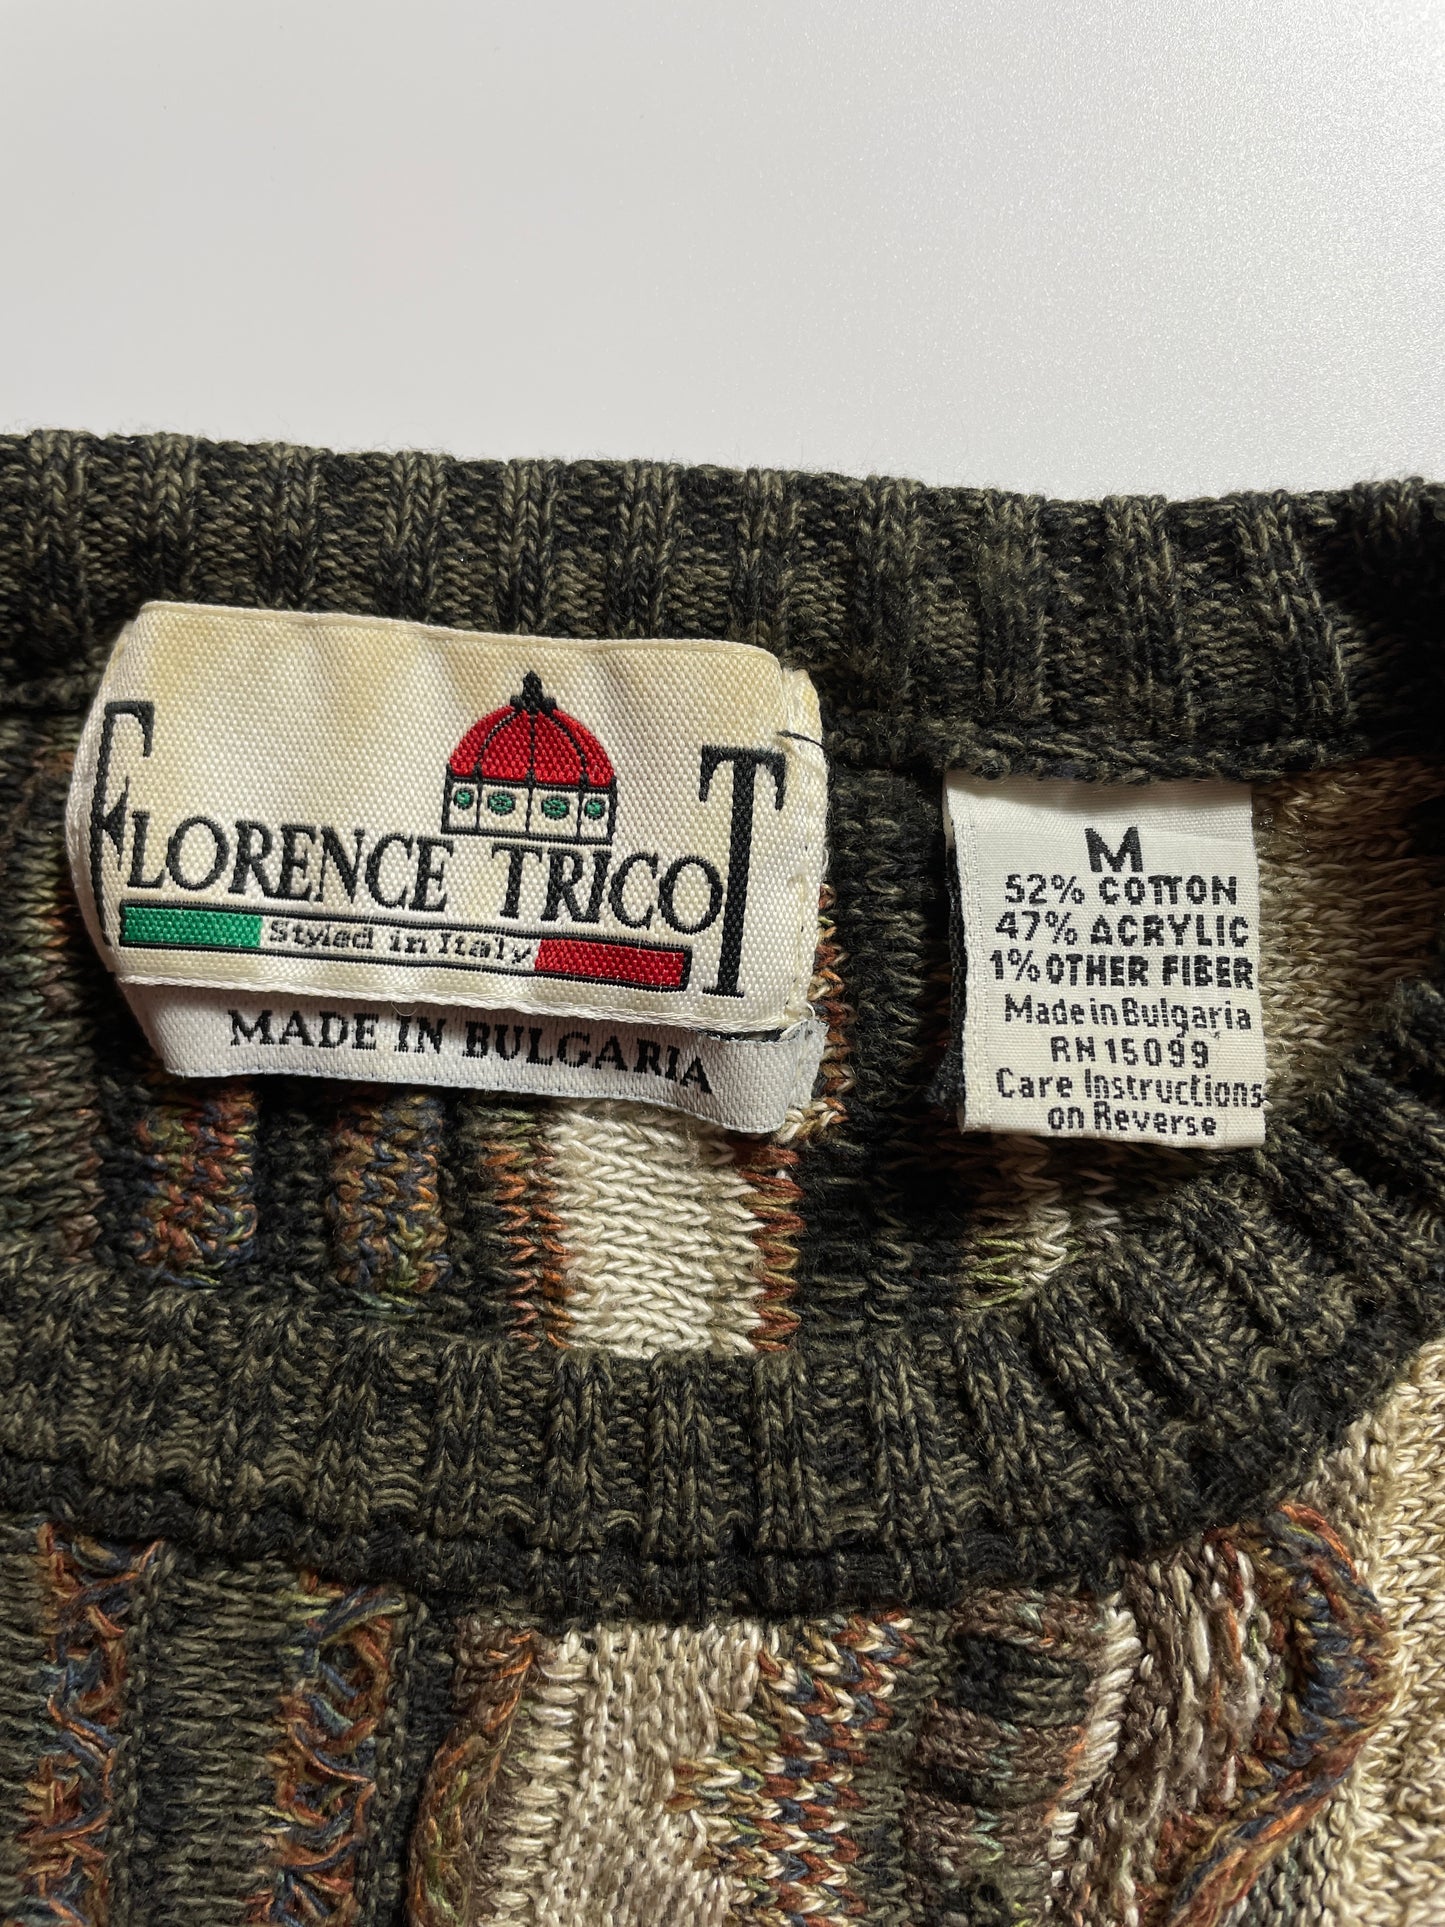 FLORENCE TRICOT
Styled in Italy
MADE IN BULGARIA
M
52% COTTON
47% ACRYLIC
1% OTHER FIBER
Made in Bulgaria
RN 15099
Care Instructions
on Reverse